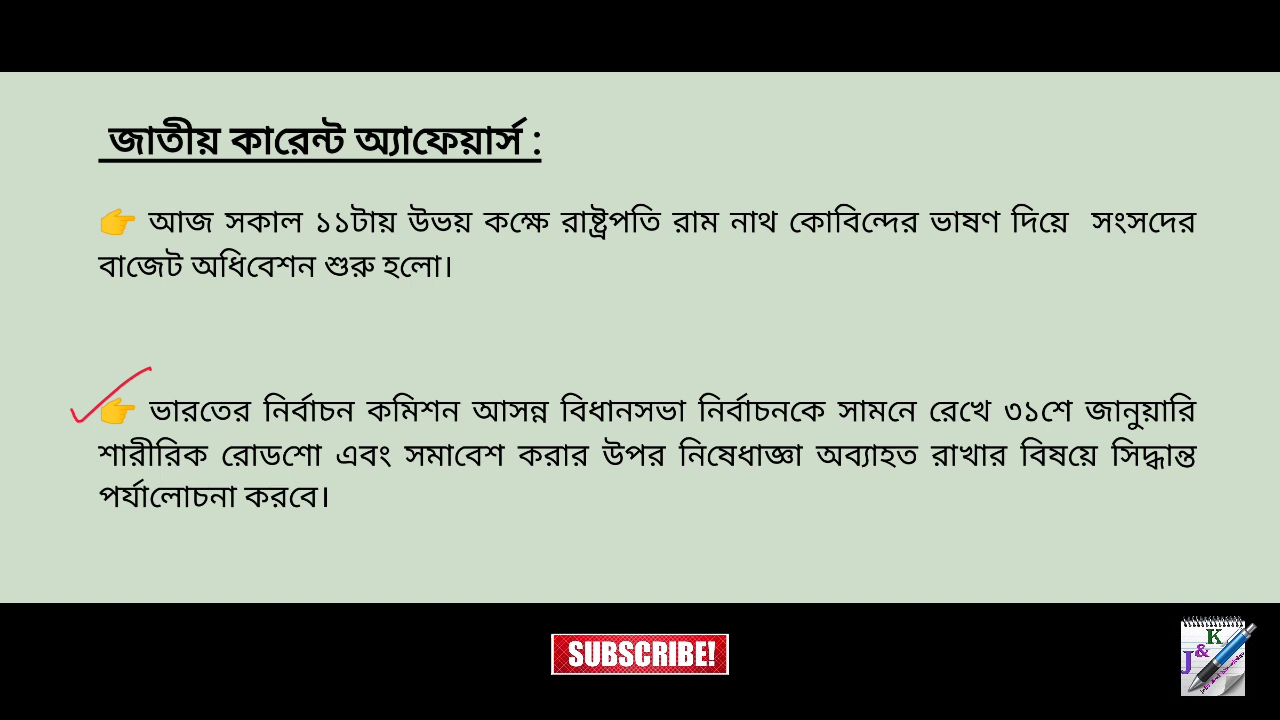 জাতীয় কারেন্ট অ্যাফেয়ার্স :
👉 আজ সকাল ১১টায় উভয় কক্ষে রাষ্ট্রপতি রাম নাথ কোবিন্দের ভাষণ দিয়ে সংসদের
বাজেট অধিবেশন শুরু হলো।
👉 ভারতের নির্বাচন কমিশন আসন্ন বিধানসভা নির্বাচনকে সামনে রেখে ৩১শে জানুয়ারি
শারীরিক রোডশো এবং সমাবেশ করার উপর নিষেধাজ্ঞা অব্যাহত রাখার বিষয়ে সিদ্ধান্ত
পর্যালোচনা করবে।
SUBSCRIBE!
J&K